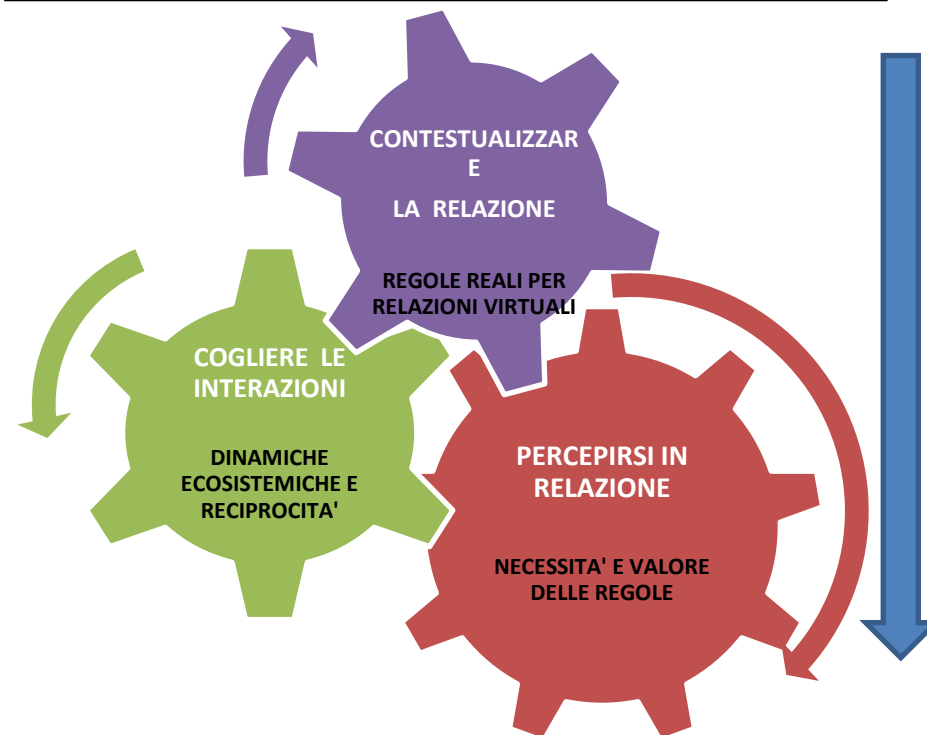 CONTESTUALIZZAR
E
LA RELAZIONE
REGOLE REALI PER
RELAZIONI VIRTUALI
COGLIERE LE
INTERAZIONI
DINAMICHE
ECOSISTEMICHE E
RECIPROCITA'
PERCEPIRSI IN
RELAZIONE
NECESSITA' E VALORE
DELLE REGOLE